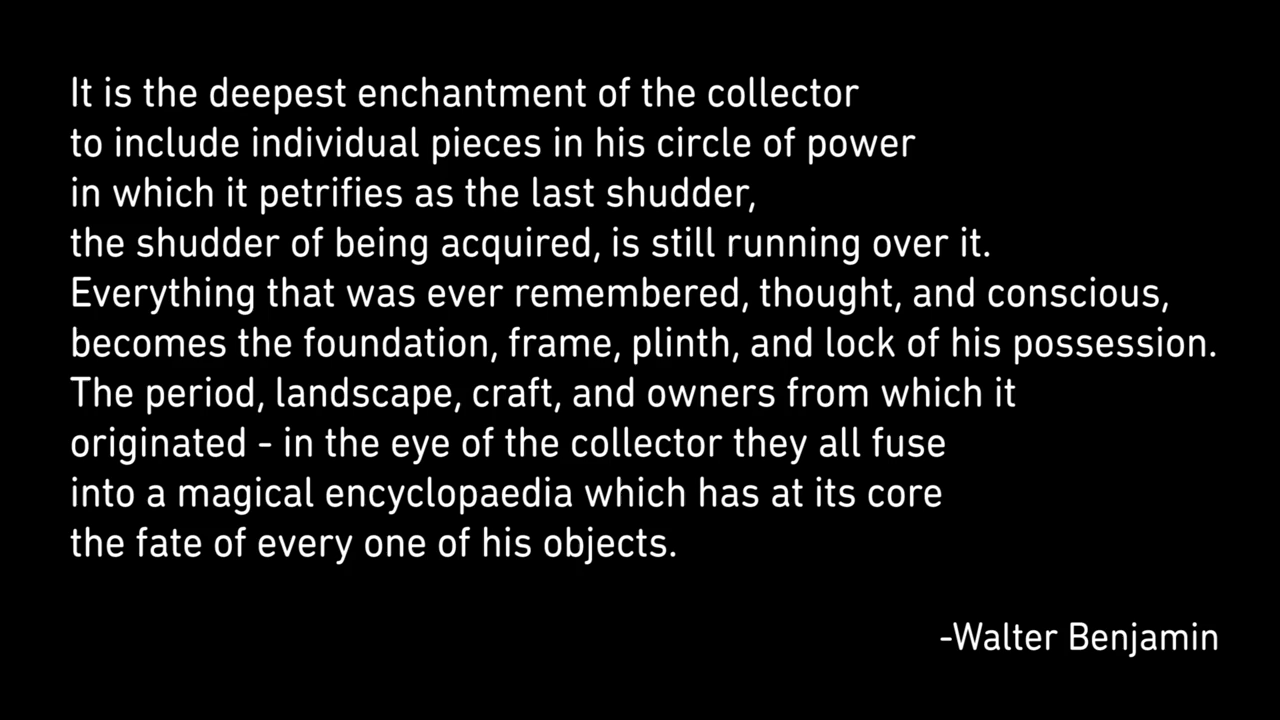 It is the deepest enchantment of the collector
to include individual pieces in his circle of power
in which it petrifies as the last shudder,
the shudder of being acquired, is still running over it.
Everything that was ever remembered, thought, and conscious,
becomes the foundation, frame, plinth, and lock of his possession.
The period, landscape, craft, and owners from which it
originated - in the eye of the collector they all fuse
into a magical encyclopaedia which has at its core
the fate of every one of his objects.
-Walter Benjamin